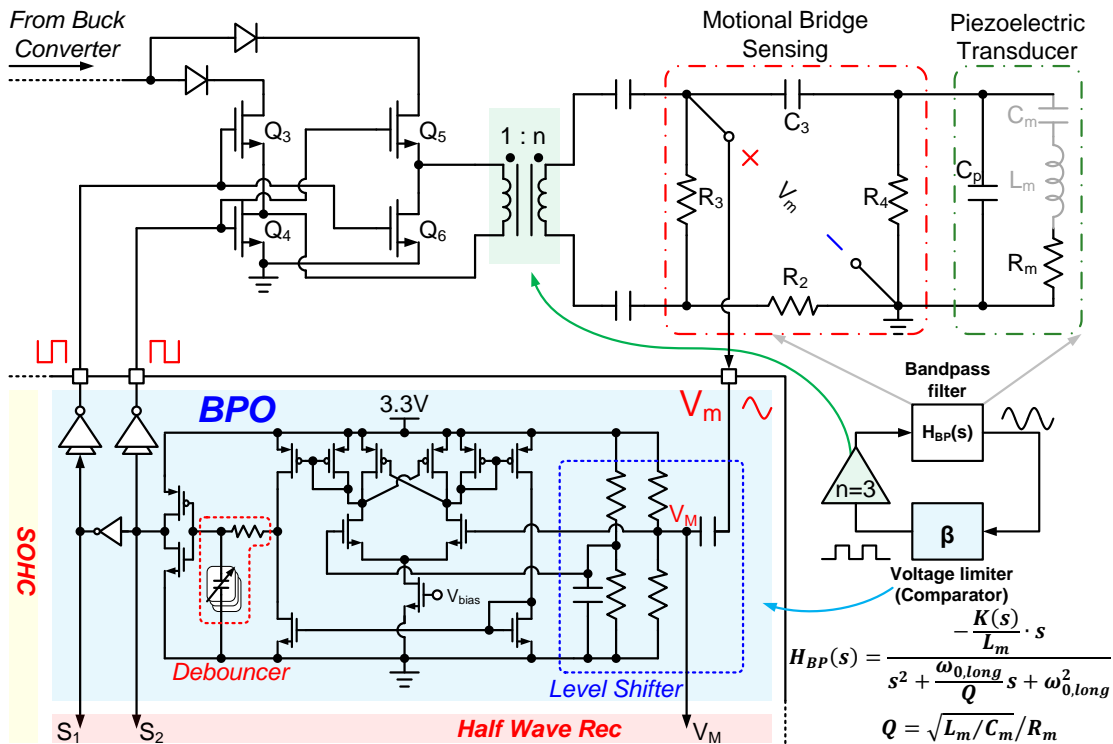 From Buck
Converter
Motional Bridge
Sensing
Piezoelectric
Transducer
Q3
Q5
Q4
Q6
1 : n
C3
R3
Vm
R4
R2
Cp
Cm
Lm
Rm
BPO
3.3V
Vm
VM
Vbias
Debouncer
Level Shifter
SOHC
S1
S2
Half Wave Rec
VM
Bandpass
filter
HBP(s)
n=3
β
Voltage limiter
(Comparator)
HBP(s) = (−K(s)/Lm · s) / (s² + ω0,long/Q s + ω²0,long)
Q = √Lm/Cm/Rm